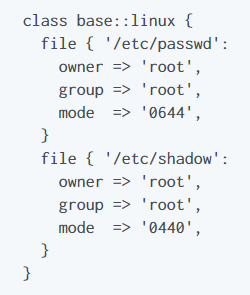 class base::linux {
  file { '/etc/passwd':
    owner => 'root',
    group => 'root',
    mode  => '0644',
  }
  file { '/etc/shadow':
    owner => 'root',
    group => 'root',
    mode  => '0440',
  }
}